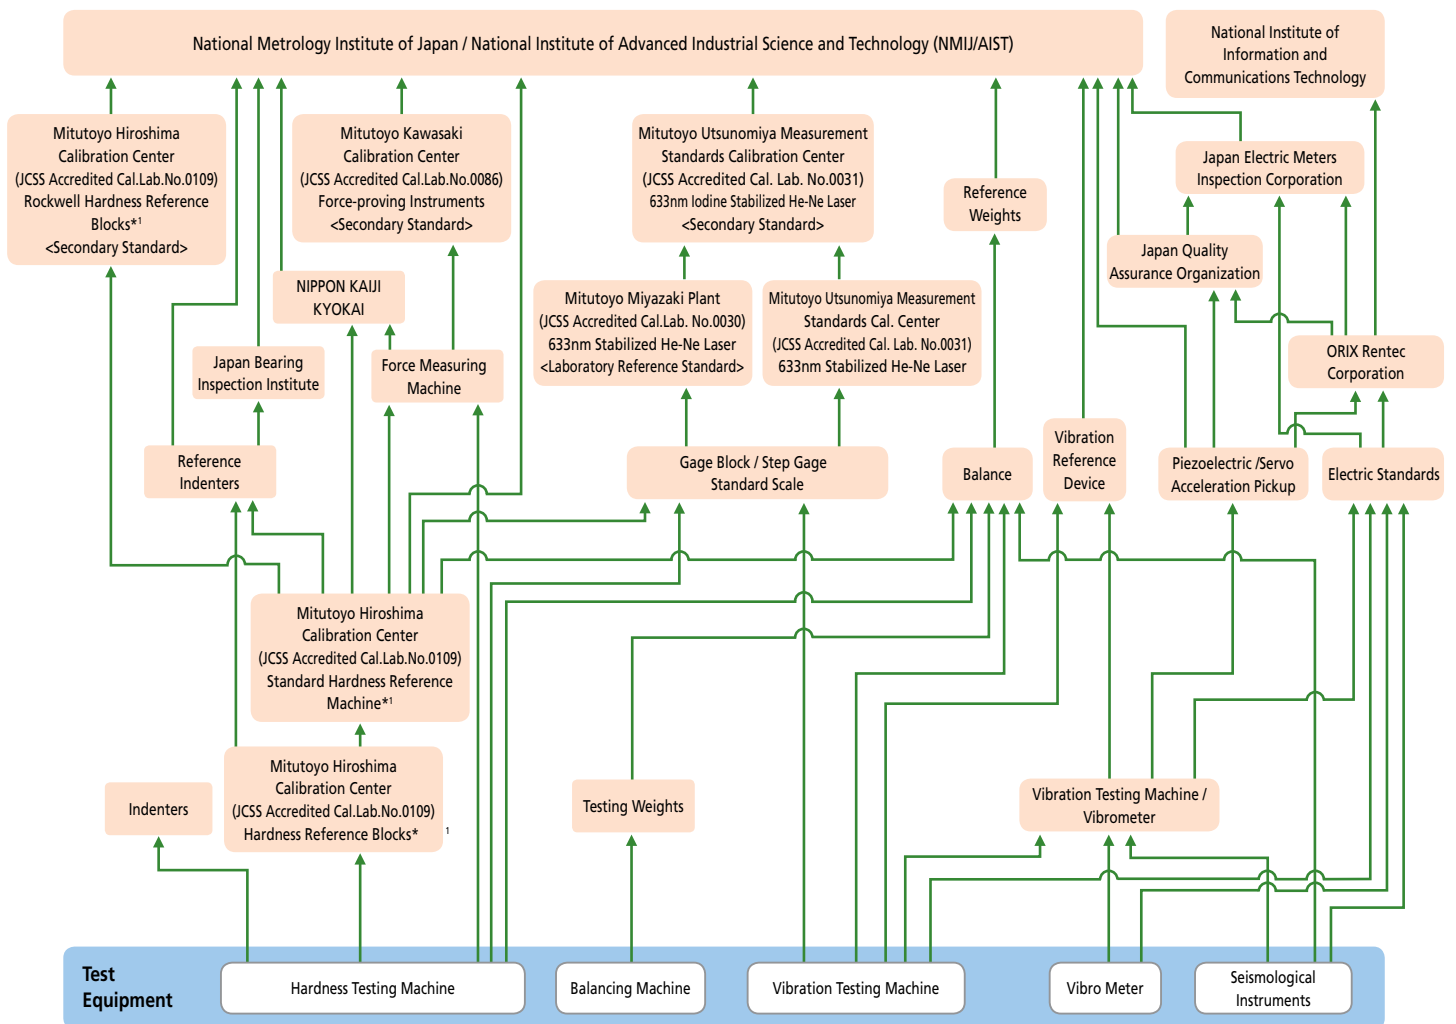 National Metrology Institute of Japan / National Institute of Advanced Industrial Science and Technology (NMIJ/AIST)
National Institute of
Information and
Communications Technology
Mitutoyo Hiroshima
Calibration Center
(JCSS Accredited Cal.Lab.No.0109)
Rockwell Hardness Reference
Blocks*1
<Secondary Standard>
Mitutoyo Kawasaki
Calibration Center
(JCSS Accredited Cal.Lab.No.0086)
Force-proving Instruments
<Secondary Standard>
Mitutoyo Utsunomiya Measurement
Standards Calibration Center
(JCSS Accredited Cal. Lab. No.0031)
633nm Iodine Stabilized He-Ne Laser
<Secondary Standard>
Reference
Weights
Japan Electric Meters
Inspection Corporation
Japan Quality
Assurance Organization
NIPPON KAIJI
KYOKAI
Mitutoyo Miyazaki Plant
(JCSS Accredited Cal.Lab. No.0030)
633nm Stabilized He-Ne Laser
<Laboratory Reference Standard>
Mitutoyo Utsunomiya Measurement
Standards Cal. Center
(JCSS Accredited Cal. Lab. No.0031)
633nm Stabilized He-Ne Laser
ORIX Rentec
Corporation
Japan Bearing
Inspection Institute
Force Measuring
Machine
Reference
Indenters
Gage Block / Step Gage
Standard Scale
Balance
Vibration
Reference
Device
Piezoelectric /Servo
Acceleration Pickup
Electric Standards
Mitutoyo Hiroshima
Calibration Center
(JCSS Accredited Cal.Lab.No.0109)
Standard Hardness Reference
Machine*1
Mitutoyo Hiroshima
Calibration Center
(JCSS Accredited Cal.Lab.No.0109)
Hardness Reference Blocks* 1
Indenters
Testing Weights
Vibration Testing Machine /
Vibrometer
Test
Equipment
Hardness Testing Machine
Balancing Machine
Vibration Testing Machine
Vibro Meter
Seismological
Instruments